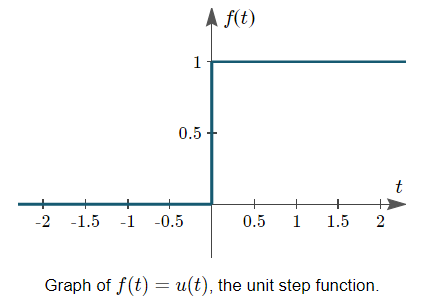 f(t)
1
0.5
t
-2 -1.5 -1 -0.5 0.5 1 1.5 2
Graph of f(t) = u(t), the unit step function.